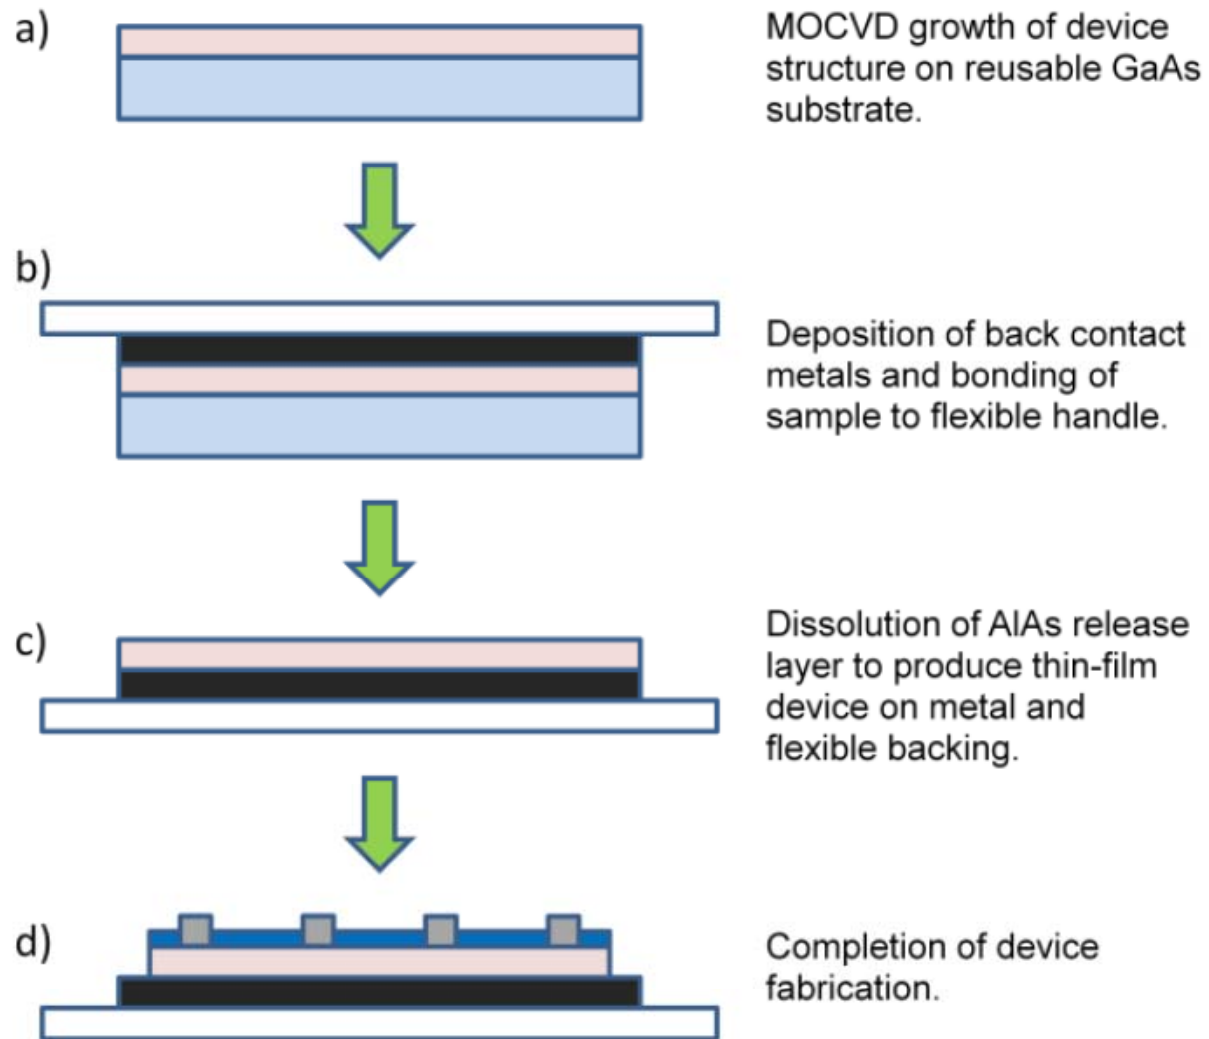 a)
MOCVD growth of device
structure on reusable GaAs
substrate.
b)
Deposition of back contact
metals and bonding of
sample to flexible handle.
c)
Dissolution of AlAs release
layer to produce thin-film
device on metal and
flexible backing.
d)
Completion of device
fabrication.